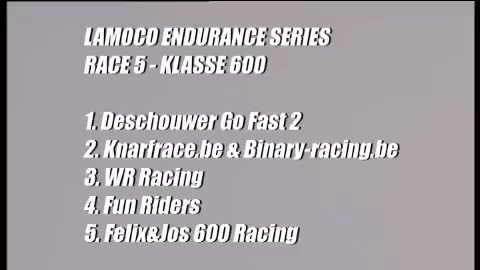 LAMOCO ENDURANCE SERIES
RACE 5 - KLASSE 600
1. Deschouwer Go Fast 2
2. Knarfrace.be & Binary-racing.be
3. WR Racing
4. Fun Riders
5. Felix&Jos 600 Racing